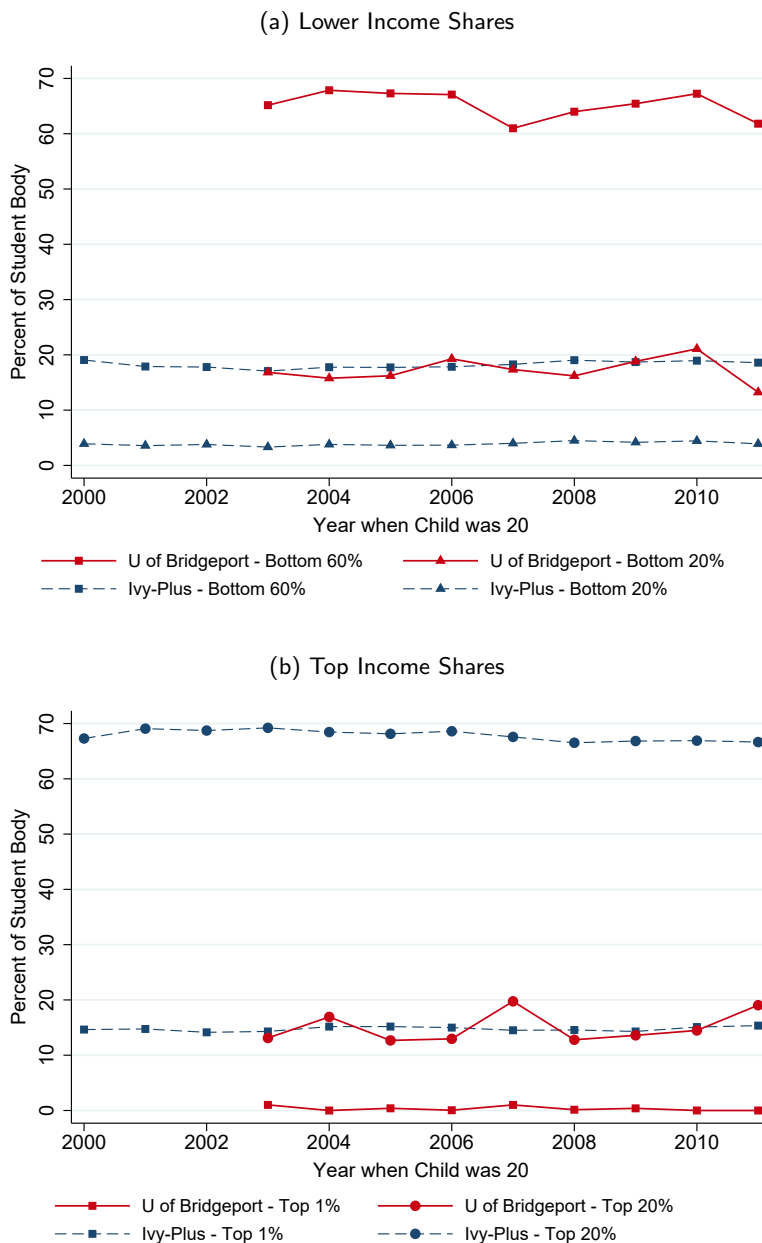 (a) Lower Income Shares
Percent of Student Body
70
60
50
40
30
20
10
0
2000 2002 2004 2006 2008 2010
Year when Child was 20
U of Bridgeport - Bottom 60% U of Bridgeport - Bottom 20%
Ivy-Plus - Bottom 60% Ivy-Plus - Bottom 20%
(b) Top Income Shares
Percent of Student Body
70
60
50
40
30
20
10
0
2000 2002 2004 2006 2008 2010
Year when Child was 20
U of Bridgeport - Top 1% U of Bridgeport - Top 20%
Ivy-Plus - Top 1% Ivy-Plus - Top 20%